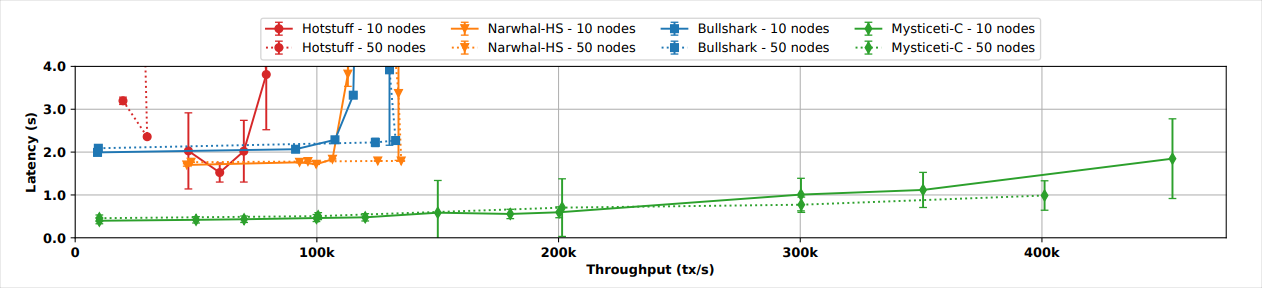 Hotstuff - 10 nodes Narwhal-HS - 10 nodes Bullshark - 10 nodes Mysticeti-C - 10 nodes
Hotstuff - 50 nodes Narwhal-HS - 50 nodes Bullshark - 50 nodes Mysticeti-C - 50 nodes
4.0
3.0
2.0
1.0
0.0
Latency (s)
0 100k 200k 300k 400k
Throughput (tx/s)